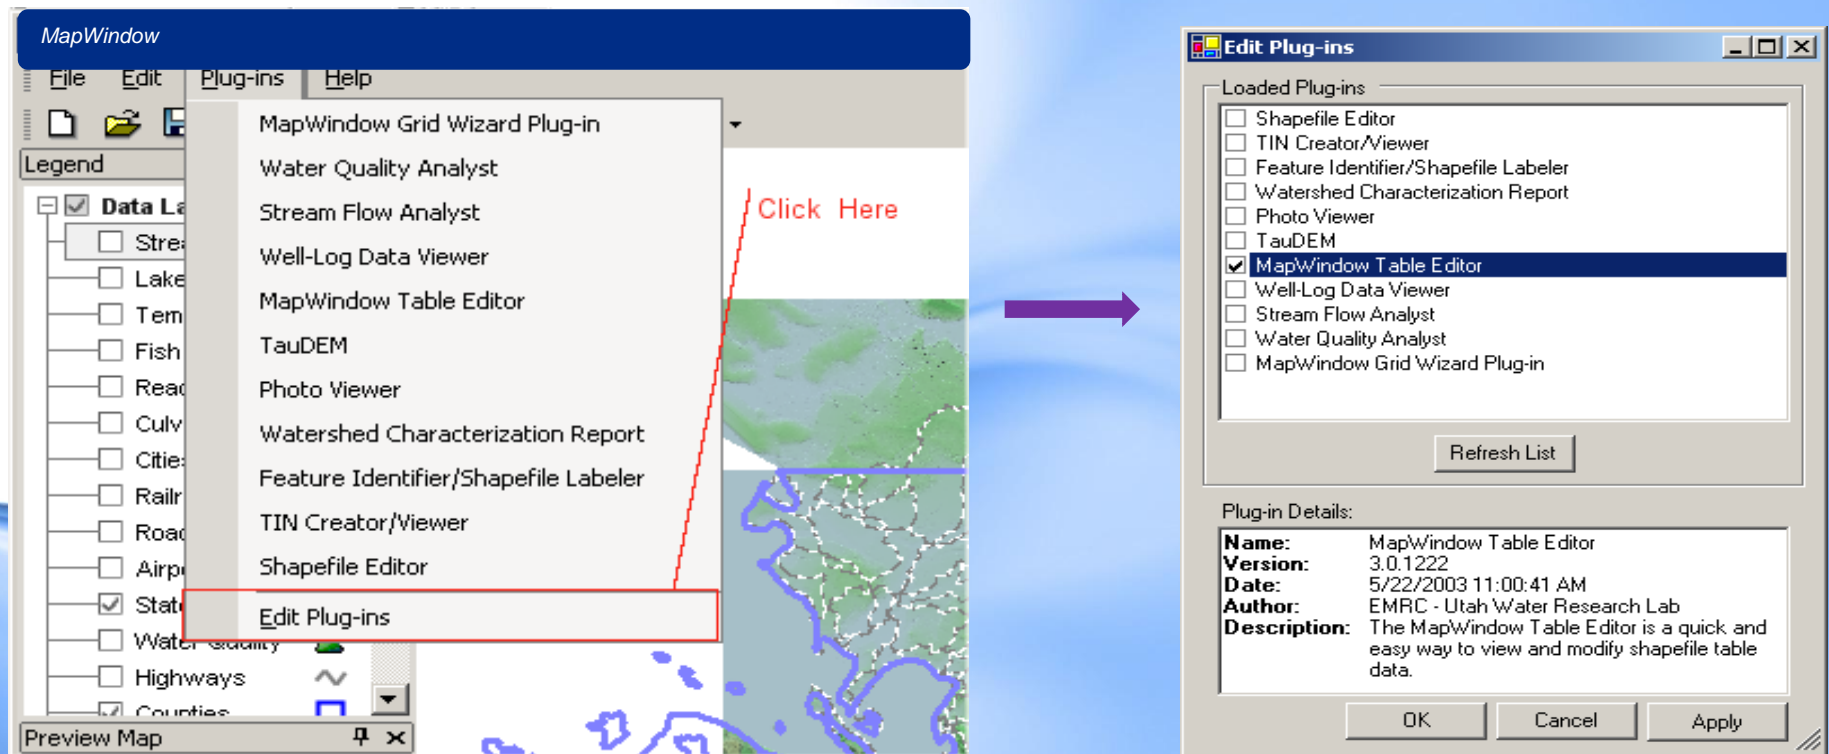 MapWindow
File Edit Plug-ins Help
MapWindow Grid Wizard Plug-in
Water Quality Analyst
Stream Flow Analyst
Well-Log Data Viewer
MapWindow Table Editor
TauDEM
Photo Viewer
Watershed Characterization Report
Feature Identifier/Shapefile Labeler
TIN Creator/Viewer
Shapefile Editor
Edit Plug-ins
Click Here
Legend
Data La
Strea
Lake
Tem
Fish
Reac
Culv
Citie
Railr
Road
Airp
State
Water Quality
Highways
Counties
Preview Map
Edit Plug-ins
Loaded Plug-ins
Shapefile Editor
TIN Creator/Viewer
Feature Identifier/Shapefile Labeler
Watershed Characterization Report
Photo Viewer
TauDEM
MapWindow Table Editor
Well-Log Data Viewer
Stream Flow Analyst
Water Quality Analyst
MapWindow Grid Wizard Plug-in
Refresh List
Plug-in Details:
Name: MapWindow Table Editor
Version: 3.0.1222
Date: 5/22/2003 11:00:41 AM
Author: EMRC - Utah Water Research Lab
Description: The MapWindow Table Editor is a quick and
easy way to view and modify shapefile table
data.
OK Cancel Apply